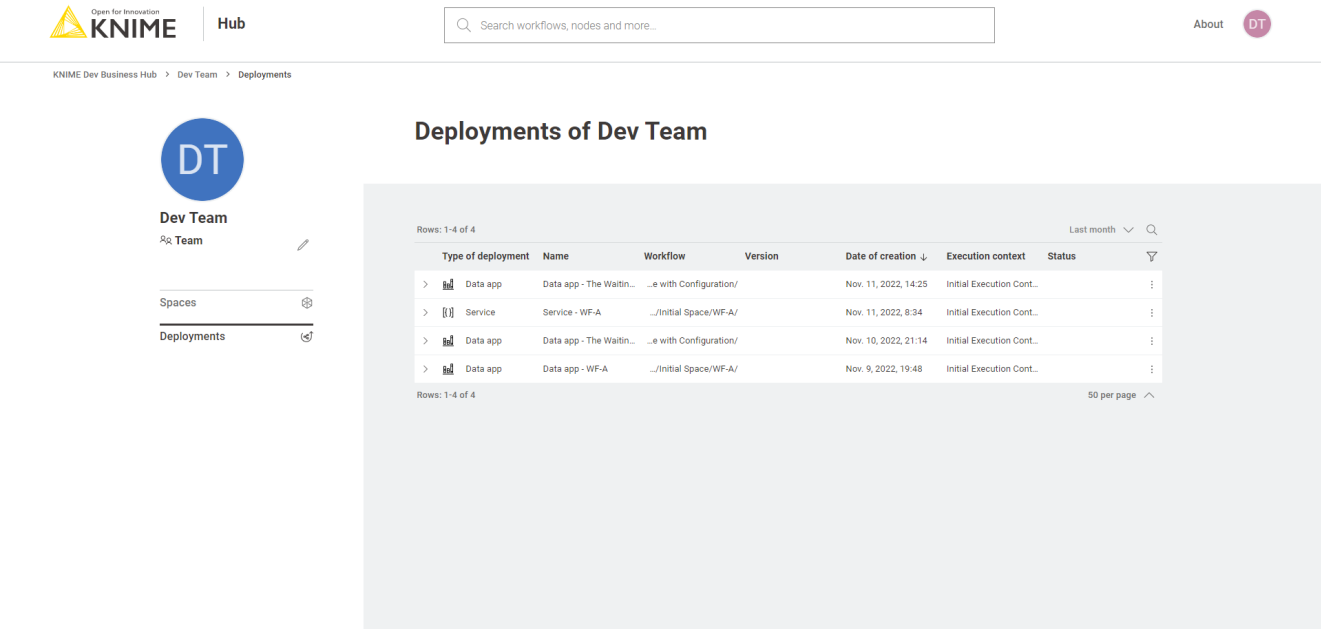 Open for Innovation
KNIME
Hub
Search workflows, nodes and more...
About
DT
KNIME Dev Business Hub > Dev Team > Deployments
DT
Dev Team
Team
Spaces
Deployments
Deployments of Dev Team
Rows: 1-4 of 4
Last month
Type of deployment Name Workflow Version Date of creation ↓ Execution context Status
Data app Data app - The Waitin... ...e with Configuration/ Nov. 11, 2022, 14:25 Initial Execution Cont...
Service Service - WF-A .../Initial Space/WF-A/ Nov. 11, 2022, 8:34 Initial Execution Cont...
Data app Data app - The Waitin... ...e with Configuration/ Nov. 10, 2022, 21:14 Initial Execution Cont...
Data app Data app - WF-A .../Initial Space/WF-A/ Nov. 9, 2022, 19:48 Initial Execution Cont...
Rows: 1-4 of 4
50 per page